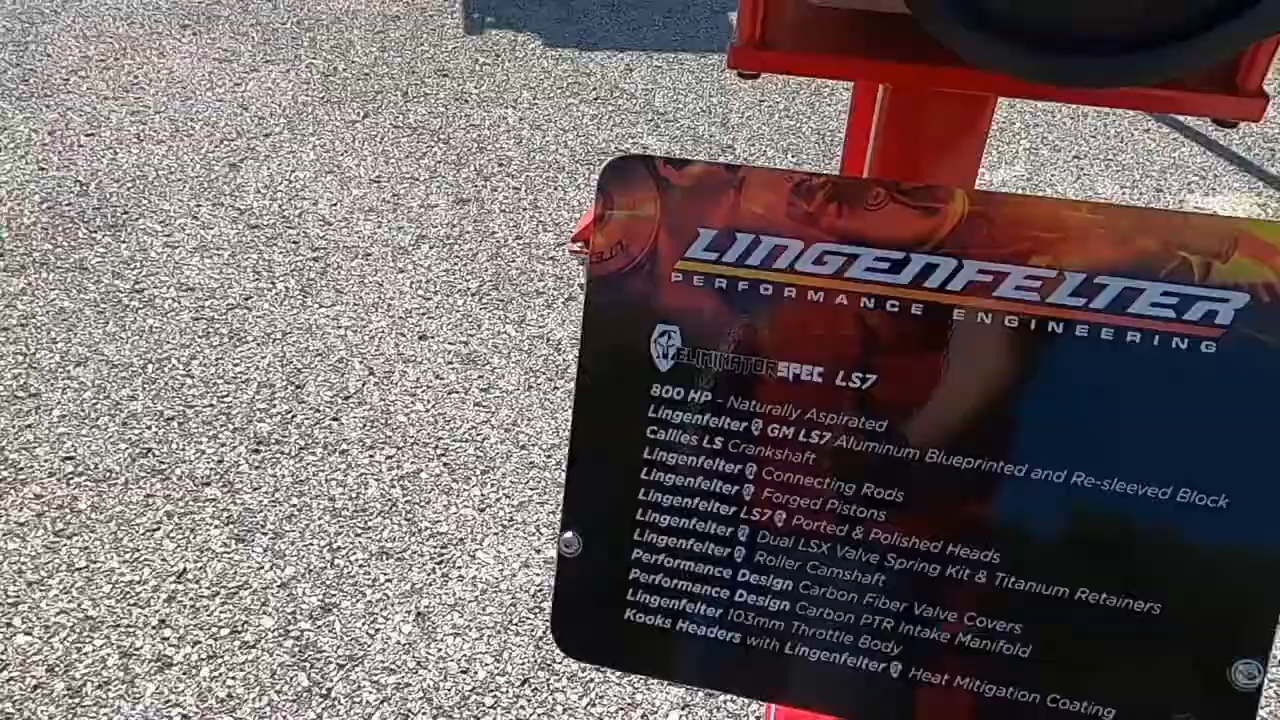 LINGENFELTER
PERFORMANCE ENGINEERING
ELIMINATOR SPEC LS7
800 HP - Naturally Aspirated
Lingenfelter GM LS7 Aluminum Blueprinted and Re-sleeved Block
Callies LS Crankshaft
Lingenfelter Connecting Rods
Lingenfelter Forged Pistons
Lingenfelter LS7 Ported & Polished Heads
Lingenfelter Dual LSX Valve Spring Kit & Titanium Retainers
Lingenfelter Roller Camshaft
Performance Design Carbon Fiber Valve Covers
Performance Design Carbon PTR Intake Manifold
Lingenfelter 103mm Throttle Body
Kooks Headers with Lingenfelter Heat Mitigation Coating